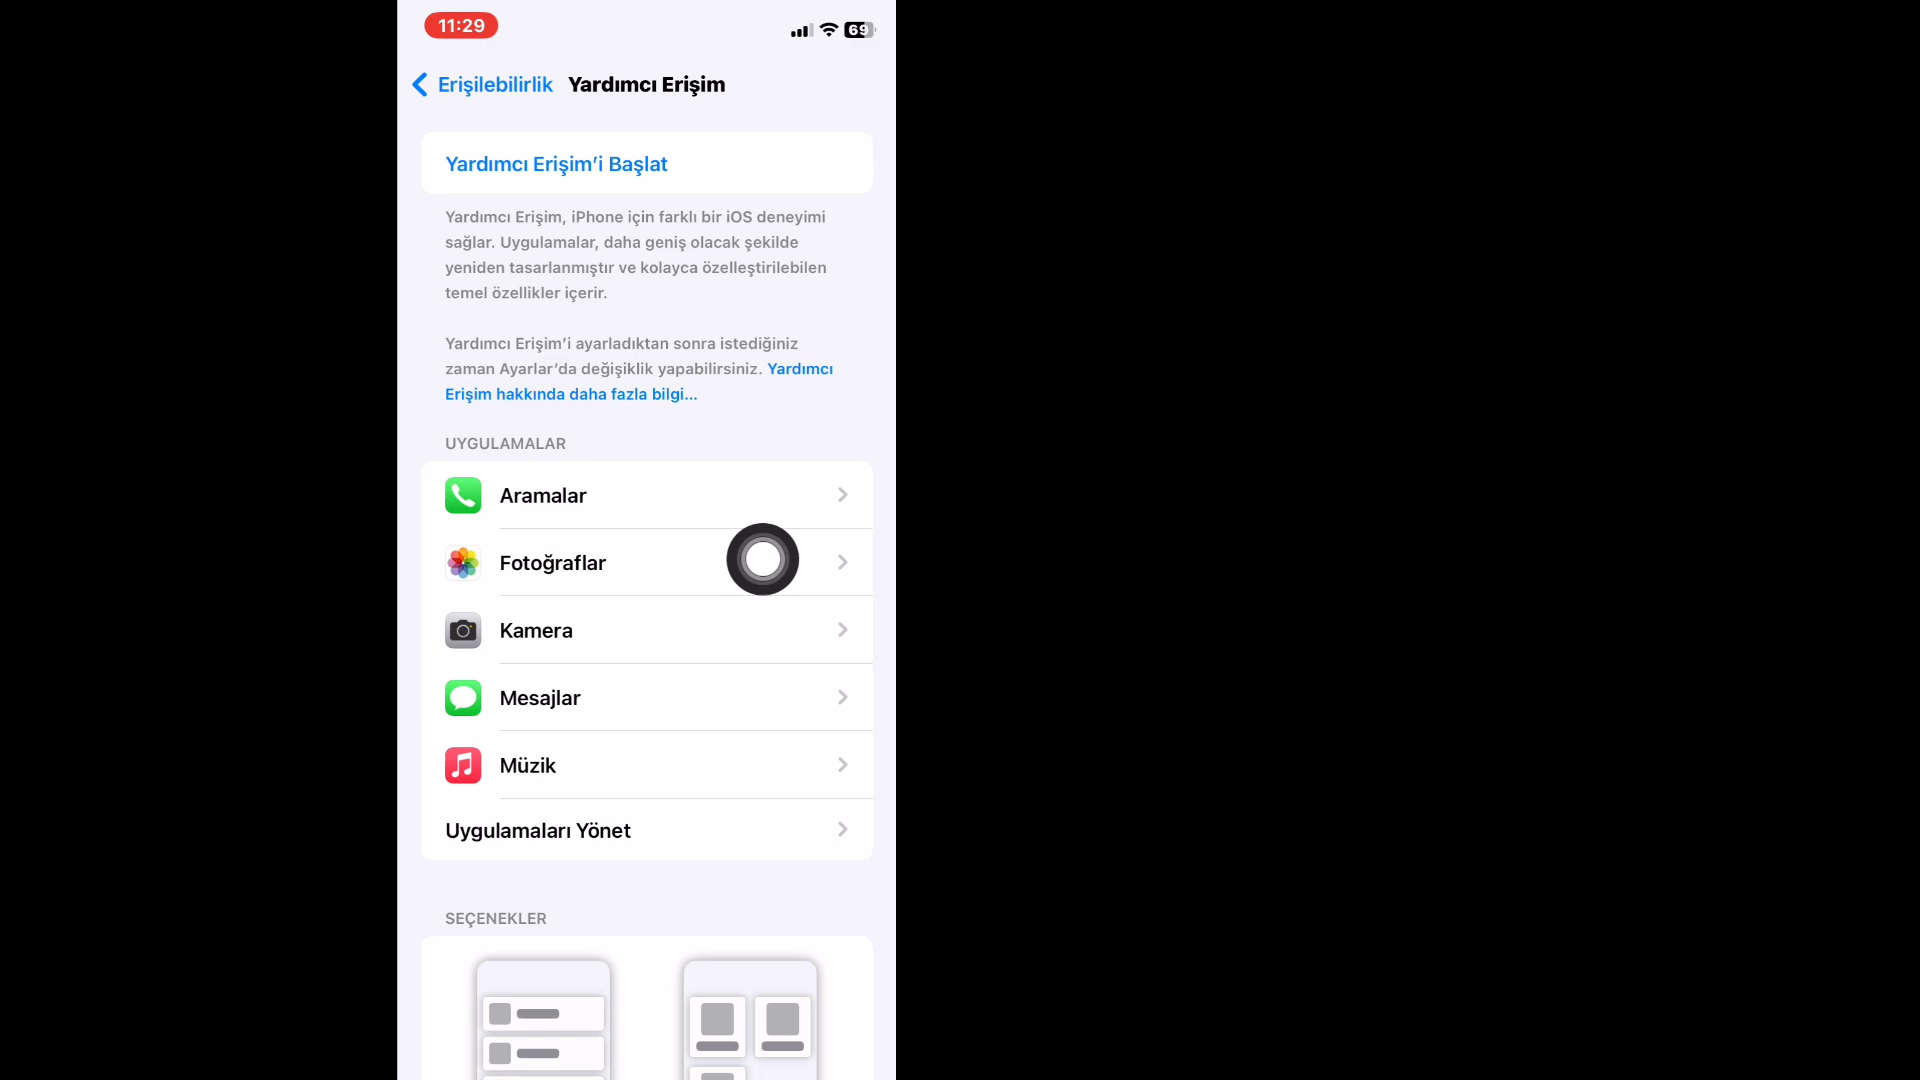 11:29
69
Erişilebilirlik Yardımcı Erişim
Yardımcı Erişim’i Başlat
Yardımcı Erişim, iPhone için farklı bir iOS deneyimi
sağlar. Uygulamalar, daha geniş olacak şekilde
yeniden tasarlanmıştır ve kolayca özelleştirilebilen
temel özellikler içerir.
Yardımcı Erişim’i ayarladıktan sonra istediğiniz
zaman Ayarlar’da değişiklik yapabilirsiniz. Yardımcı
Erişim hakkında daha fazla bilgi...
UYGULAMALAR
Aramalar
Fotoğraflar
Kamera
Mesajlar
Müzik
Uygulamaları Yönet
SEÇENEKLER